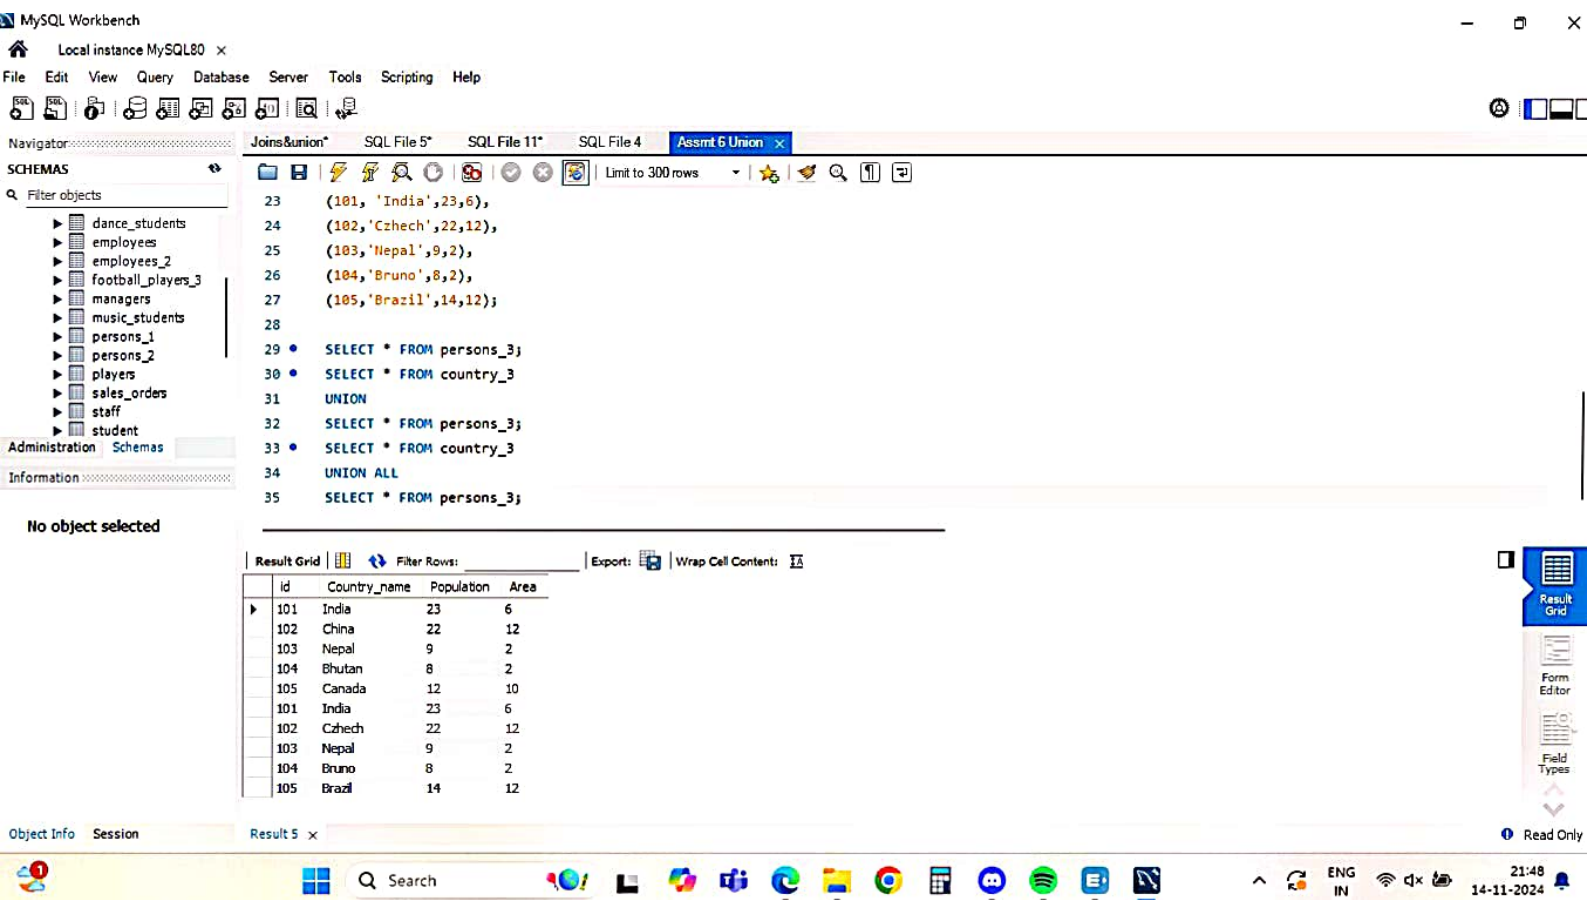 MySQL Workbench
Local instance MySQL80 ×
File Edit View Query Database Server Tools Scripting Help
Navigator
Joins&union* SQL File 5* SQL File 11* SQL File 4 Assmt 6 Union ×
SCHEMAS
Limit to 300 rows
Filter objects
dance_students
employees
employees_2
football_players_3
managers
music_students
persons_1
persons_2
players
sales_orders
staff
student
Administration Schemas
Information
No object selected
23 (101, 'India',23,6),
24 (102,'Czhech',22,12),
25 (103,'Nepal',9,2),
26 (104,'Bruno',8,2),
27 (105,'Brazil',14,12);
28
29 SELECT * FROM persons_3;
30 SELECT * FROM country_3
31 UNION
32 SELECT * FROM persons_3;
33 SELECT * FROM country_3
34 UNION ALL
35 SELECT * FROM persons_3;
Result Grid Filter Rows: Export: Wrap Cell Content:
id Country_name Population Area
101 India 23 6
102 China 22 12
103 Nepal 9 2
104 Bhutan 8 2
105 Canada 12 10
101 India 23 6
102 Czhech 22 12
103 Nepal 9 2
104 Bruno 8 2
105 Brazil 14 12
Result
Grid
Form
Editor
Field
Types
Object Info Session
Result 5 ×
Read Only
1
Search
ENG
IN
21:48
14-11-2024